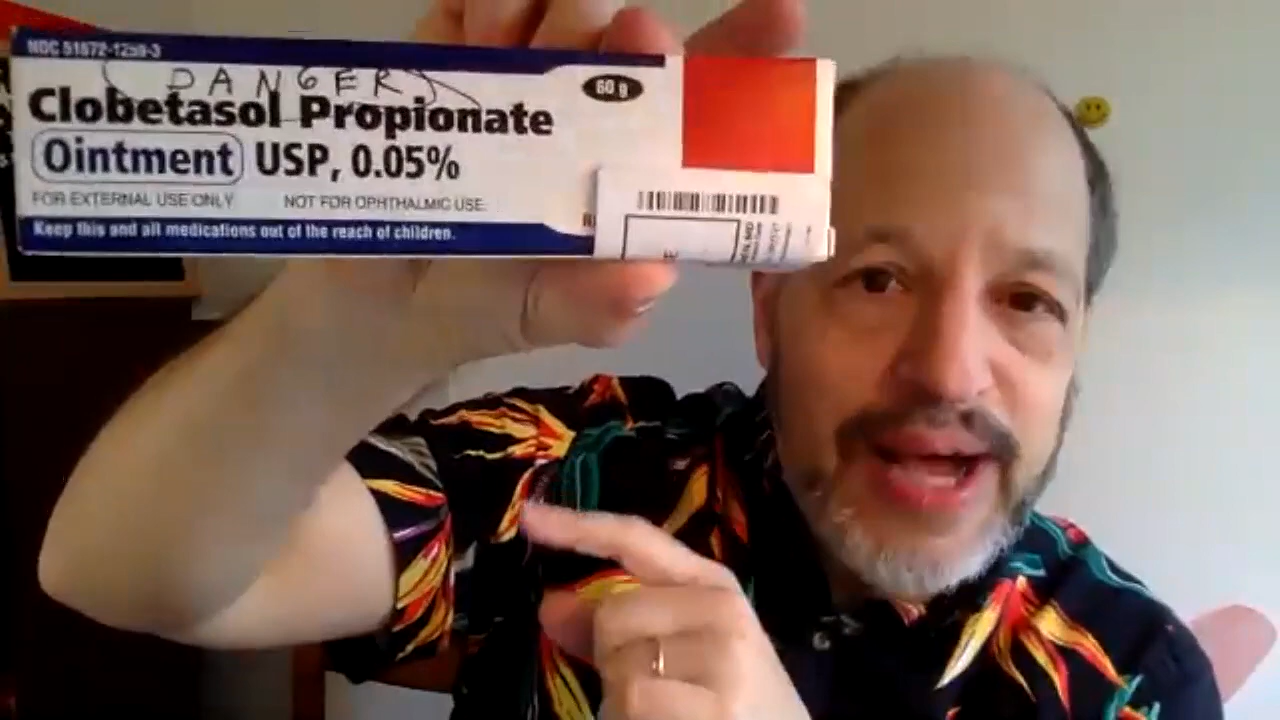 NDC 51672-1259-3
DANGER
Clobetasol Propionate
60 g
Ointment USP, 0.05%
FOR EXTERNAL USE ONLY. NOT FOR OPHTHALMIC USE.
Keep this and all medications out of the reach of children.